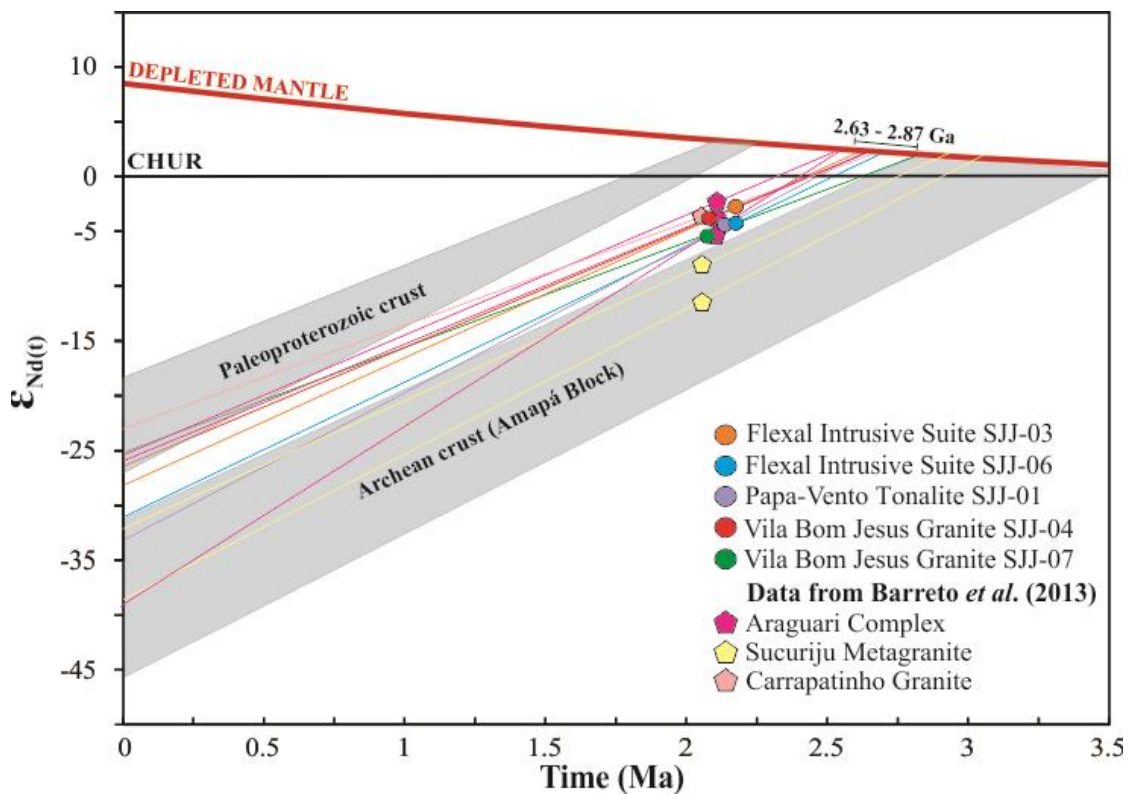 10
0
-5
-15
-25
-35
-45
εNd(t)
DEPLETED MANTLE
CHUR
2.63 - 2.87 Ga
Paleoproterozoic crust
Archean crust (Amapá Block)
Flexal Intrusive Suite SJJ-03
Flexal Intrusive Suite SJJ-06
Papa-Vento Tonalite SJJ-01
Vila Bom Jesus Granite SJJ-04
Vila Bom Jesus Granite SJJ-07
Data from Barreto et al. (2013)
Araguari Complex
Sucuriju Metagranite
Carrapatinho Granite
0 0.5 1 1.5 2 2.5 3 3.5
Time (Ma)